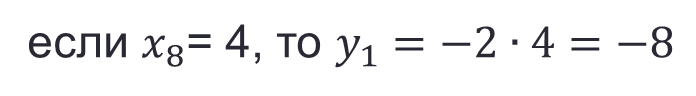 если x₈= 4, то y₁ = −2 · 4 = −8